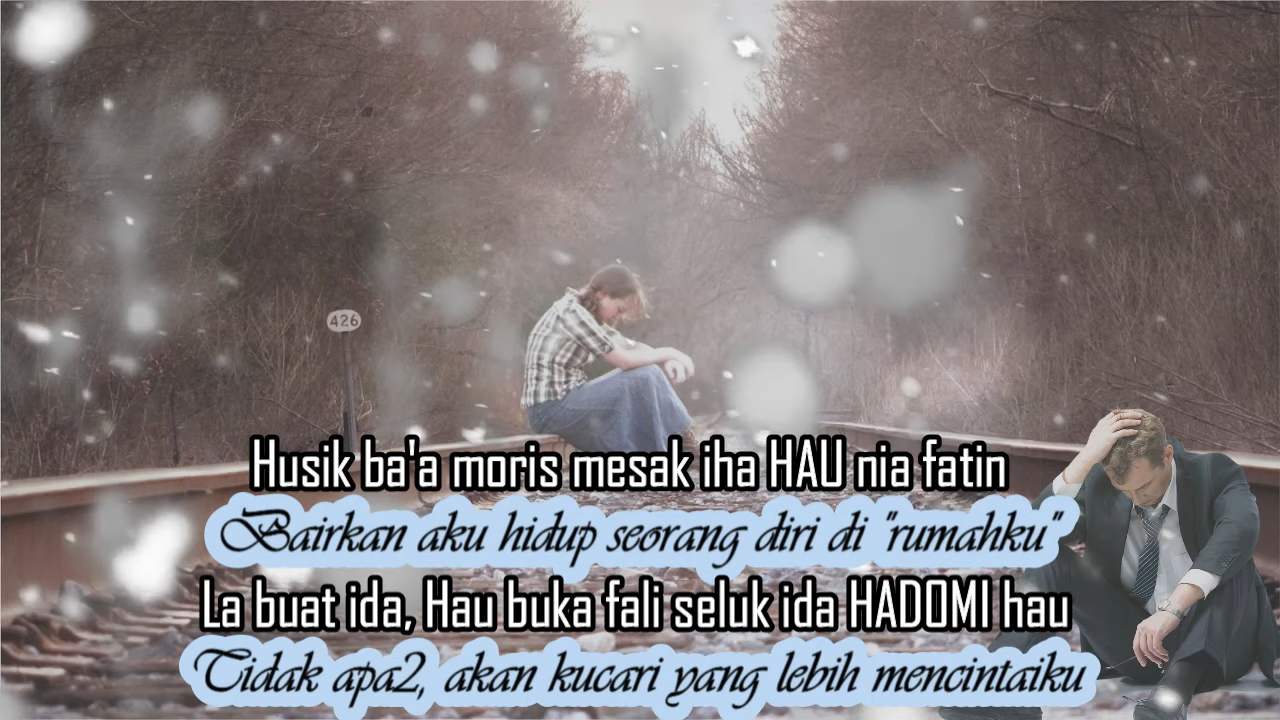 426
Husik ba'a moris mesak iha HAU nia fatin
Bairkan aku hidup seorang diri di "rumahku"
La buat ida, Hau buka fali seluk ida HADOMI hau
Tidak apa2, akan kucari yang lebih mencintaiku